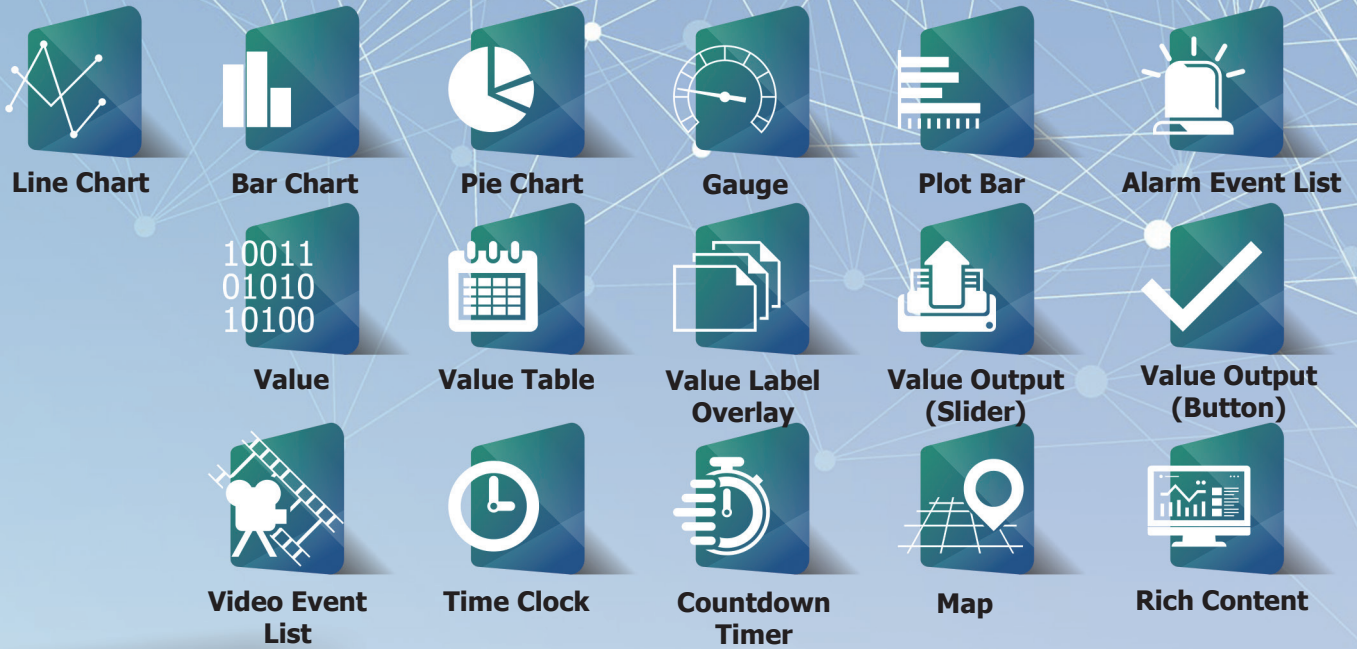 Line Chart
Bar Chart
Pie Chart
Gauge
Plot Bar
Alarm Event List
10011
01010
10100
Value
Value Table
Value Label
Overlay
Value Output
(Slider)
Value Output
(Button)
Video Event
List
Time Clock
Countdown
Timer
Map
Rich Content